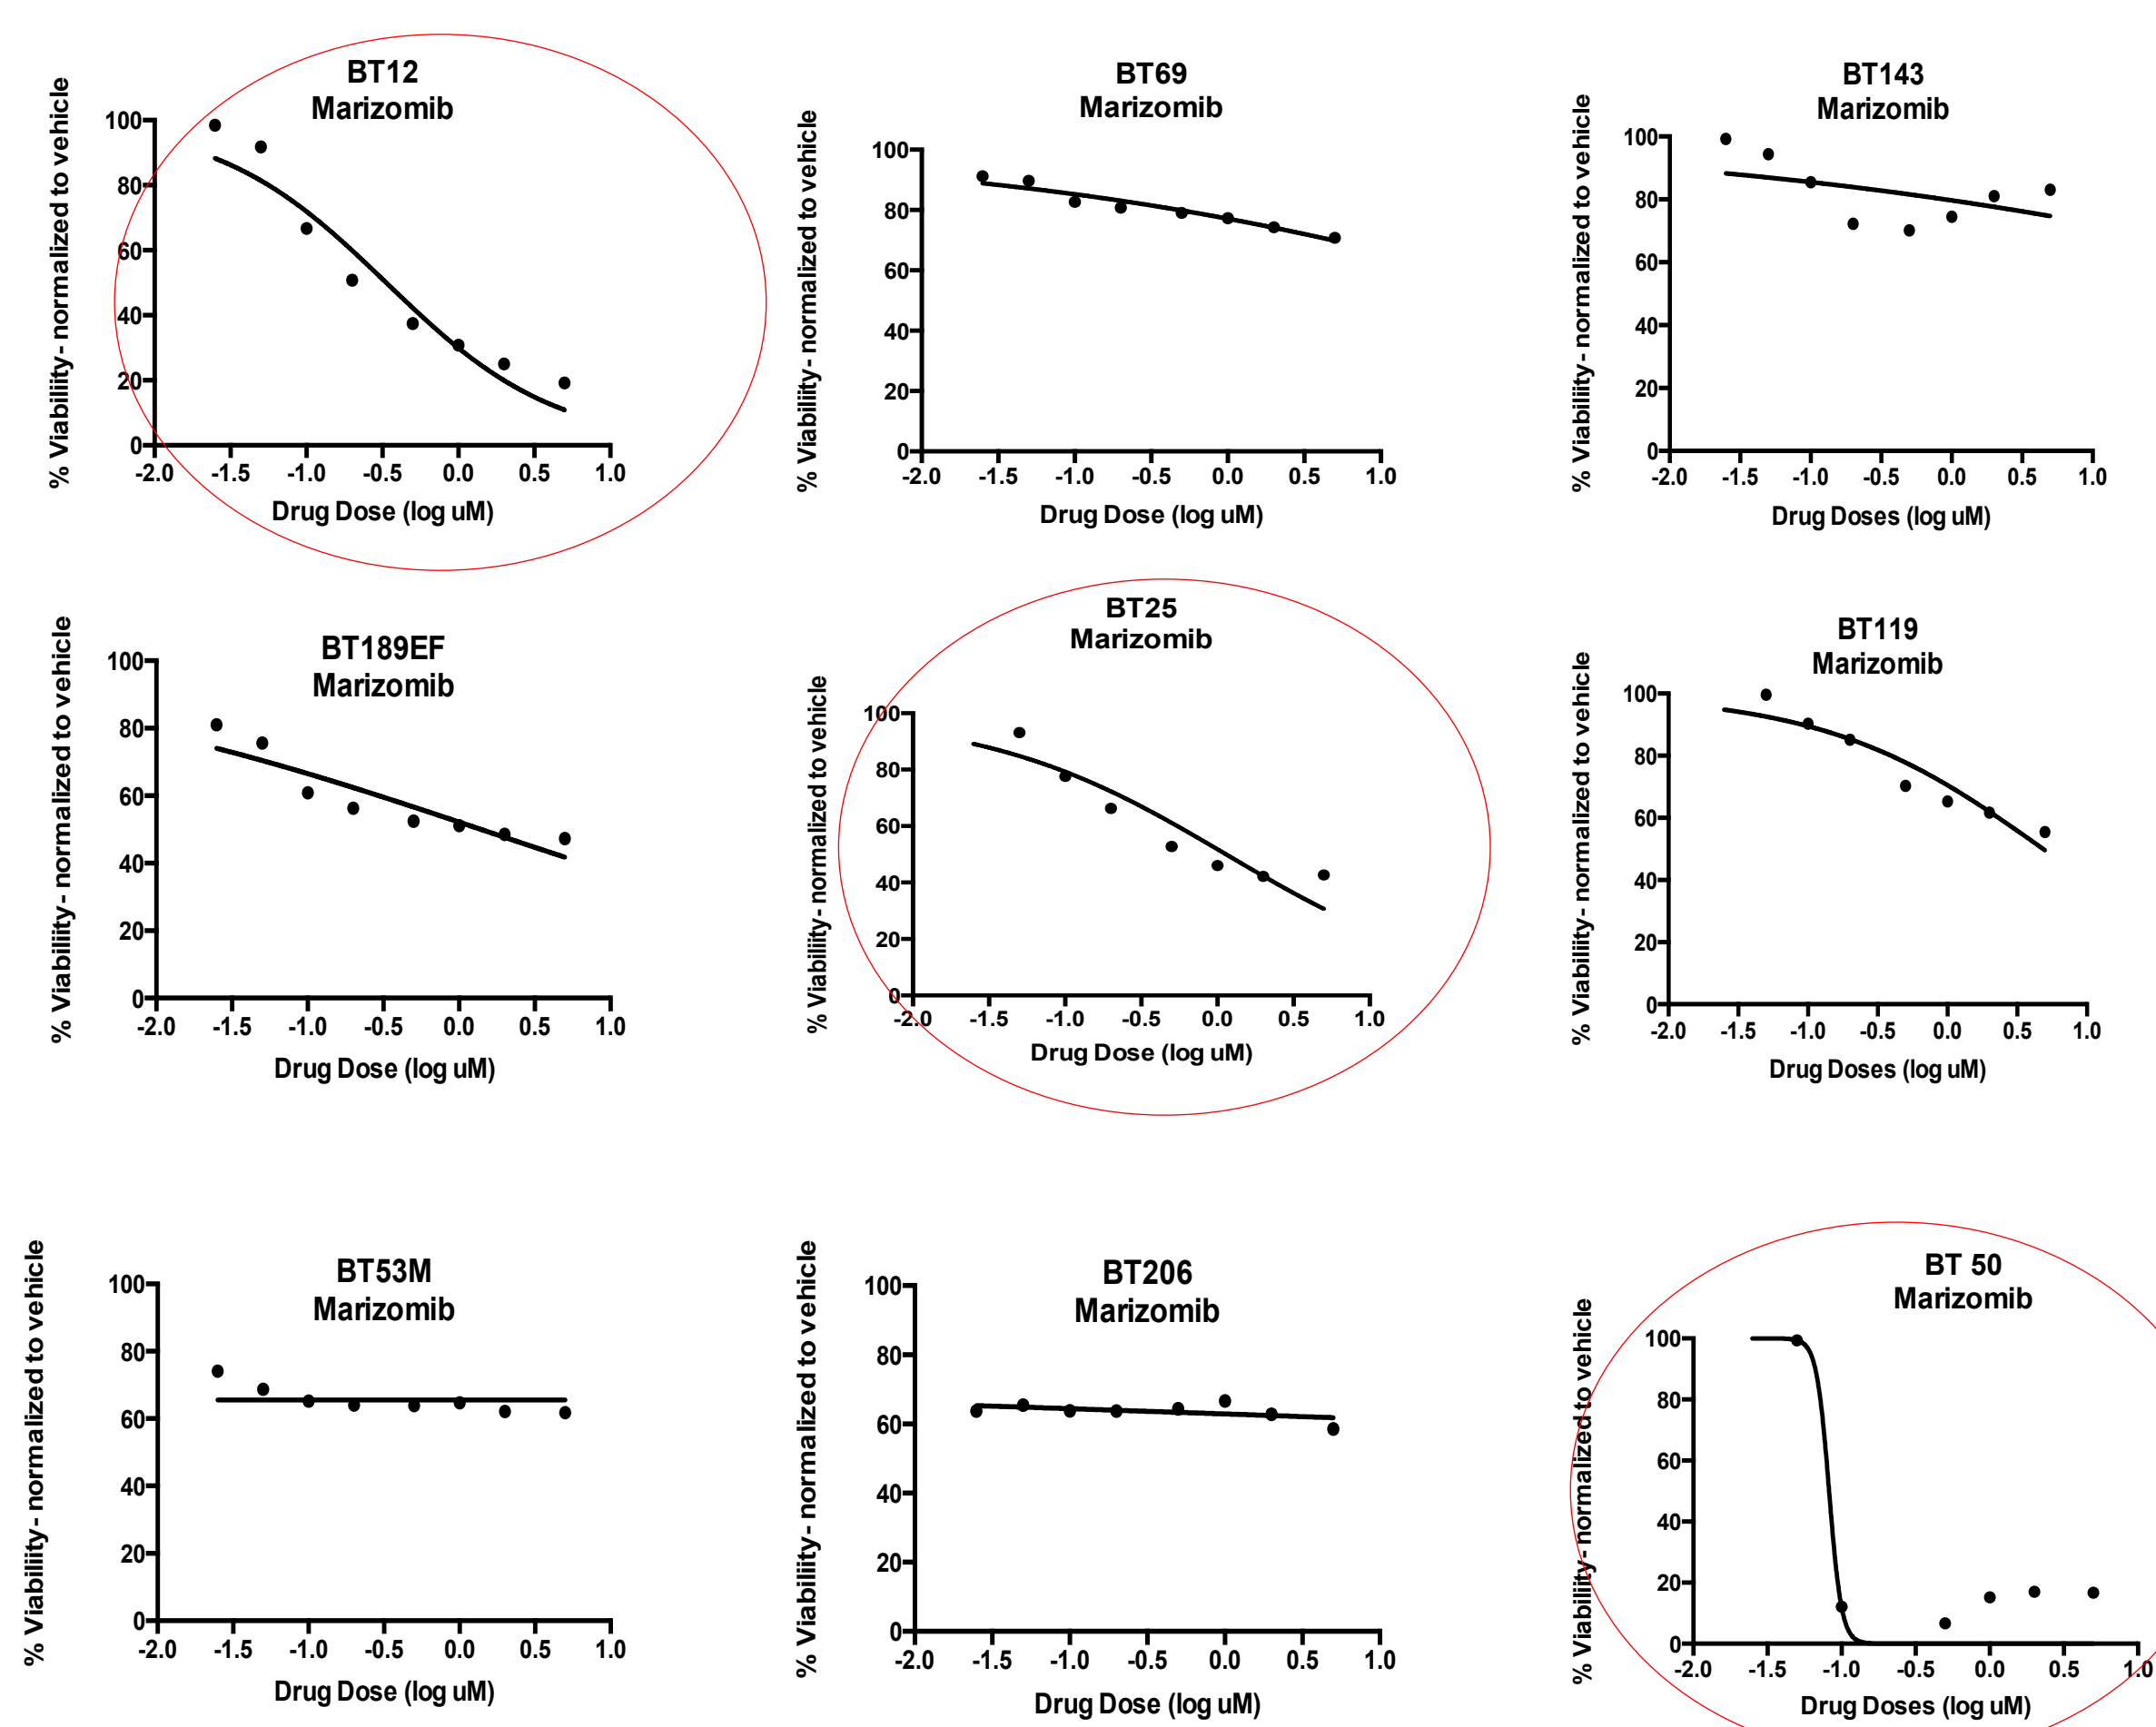 BT12
Marizomib
% Viability- normalized to vehicle
100
80
60
40
20
0
-2.0 -1.5 -1.0 -0.5 0.0 0.5 1.0
Drug Dose (log uM)
BT69
Marizomib
% Viability- normalized to vehicle
100
80
60
40
20
0
-2.0 -1.5 -1.0 -0.5 0.0 0.5 1.0
Drug Dose (log uM)
BT143
Marizomib
% Viability- normalized to vehicle
100
80
60
40
20
0
-2.0 -1.5 -1.0 -0.5 0.0 0.5 1.0
Drug Doses (log uM)
BT189EF
Marizomib
% Viability- normalized to vehicle
100
80
60
40
20
0
-2.0 -1.5 -1.0 -0.5 0.0 0.5 1.0
Drug Dose (log uM)
BT25
Marizomib
% Viability- normalized to vehicle
100
80
60
40
20
0
-2.0 -1.5 -1.0 -0.5 0.0 0.5 1.0
Drug Dose (log uM)
BT119
Marizomib
% Viability- normalized to vehicle
100
80
60
40
20
0
-2.0 -1.5 -1.0 -0.5 0.0 0.5 1.0
Drug Doses (log uM)
BT53M
Marizomib
% Viability- normalized to vehicle
100
80
60
40
20
0
-2.0 -1.5 -1.0 -0.5 0.0 0.5 1.0
Drug Dose (log uM)
BT206
Marizomib
% Viability- normalized to vehicle
100
80
60
40
20
0
-2.0 -1.5 -1.0 -0.5 0.0 0.5 1.0
Drug Dose (log uM)
BT 50
Marizomib
% Viability- normalized to vehicle
100
80
60
40
20
0
-2.0 -1.5 -1.0 -0.5 0.0 0.5 1.0
Drug Doses (log uM)